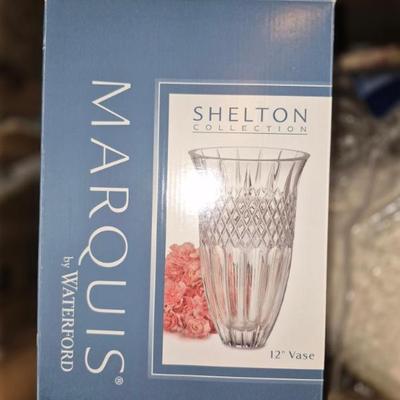 MARQUIS®
by WATERFORD
SHELTON
COLLECTION
12" Vase